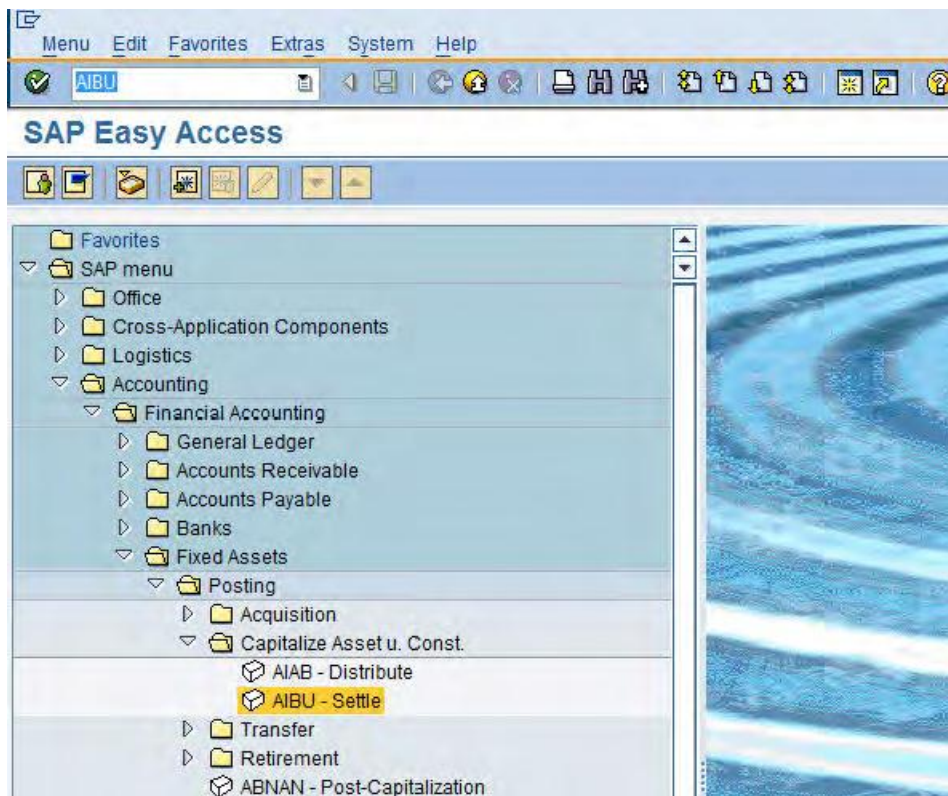 Menu Edit Favorites Extras System Help
AIBU
SAP Easy Access
Favorites
SAP menu
Office
Cross-Application Components
Logistics
Accounting
Financial Accounting
General Ledger
Accounts Receivable
Accounts Payable
Banks
Fixed Assets
Posting
Acquisition
Capitalize Asset u. Const.
AIAB - Distribute
AIBU - Settle
Transfer
Retirement
ABNAN - Post-Capitalization